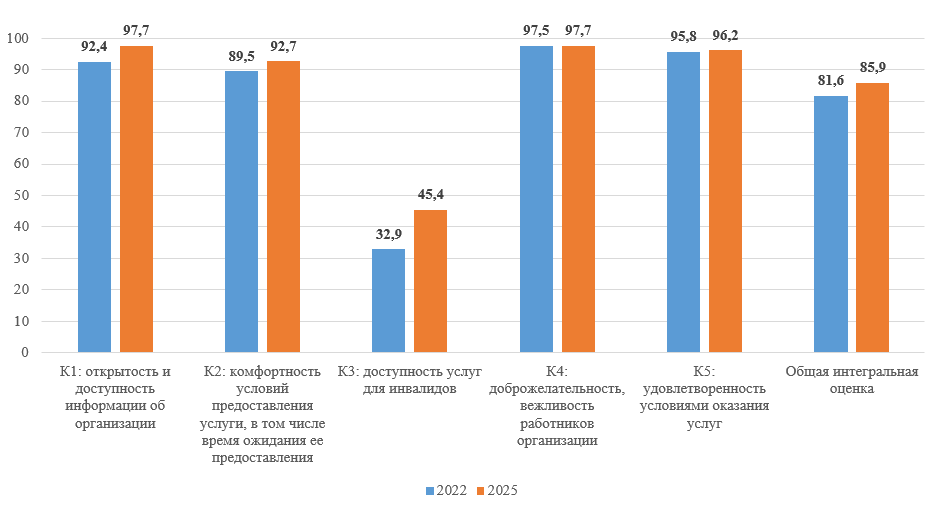 100
90
80
70
60
50
40
30
20
10
0
92,4
97,7
89,5
92,7
32,9
45,4
97,5
97,7
95,8
96,2
81,6
85,9
К1: открытость и
доступность
информации об
организации
К2: комфортность
условий
предоставления
услуги, в том числе
время ожидания ее
предоставления
К3: доступность услуг
для инвалидов
К4:
доброжелательность,
вежливость
работников
организации
К5:
удовлетворенность
условиями оказания
услуг
Общая интегральная
оценка
2022
2025